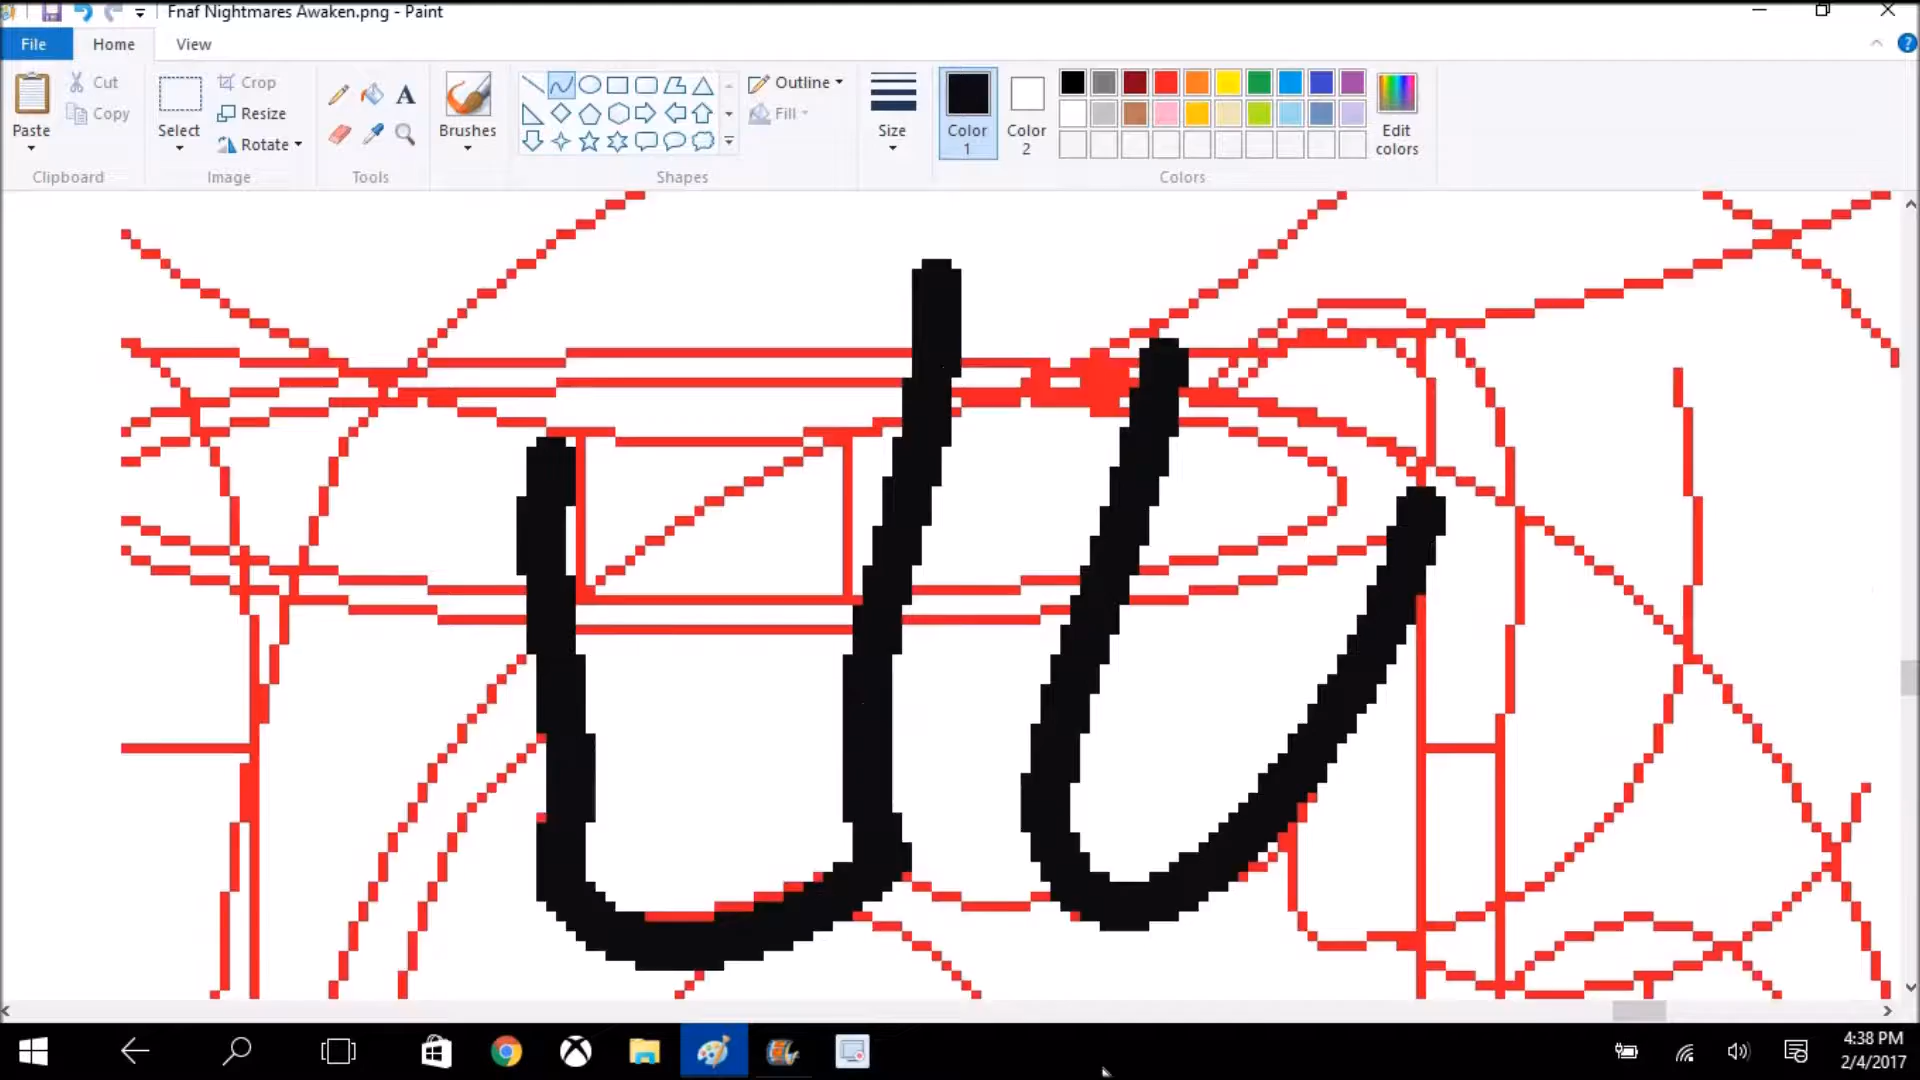 Fnaf Nightmares Awaken.png - Paint
File Home View
Paste Cut Copy Clipboard
Select Crop Resize Rotate Image
A Tools
Brushes
Outline Fill Shapes
Size
Color 1
Color 2
Edit colors
Colors
4:38 PM
2/4/2017